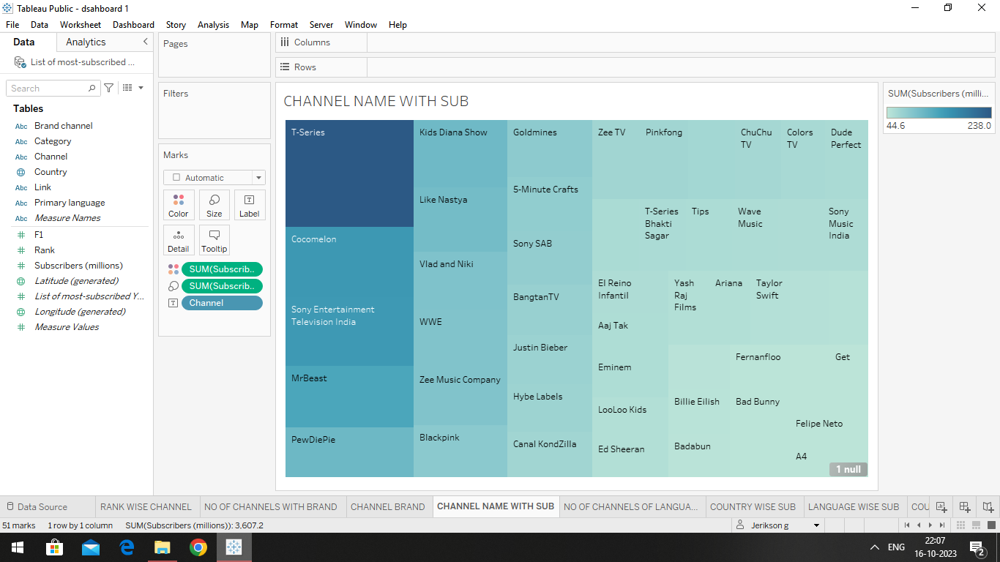 Tableau Public - dsahboard 1
File Data Worksheet Dashboard Story Analysis Map Format Server Window Help
Data Analytics
List of most-subscribed ...
Search
Tables
Abc Brand channel
Abc Category
Abc Channel
Country
Abc Link
Abc Primary language
Abc Measure Names
F1
Rank
Subscribers (millions)
Latitude (generated)
List of most-subscribed Y...
Longitude (generated)
Measure Values
Pages
Filters
Marks
Automatic
Color Size Label
Detail Tooltip
SUM(Subscrib..
SUM(Subscrib..
Channel
Columns
Rows
CHANNEL NAME WITH SUB
T-Series
Cocomelon
Sony Entertainment
Television India
MrBeast
PewDiePie
Kids Diana Show
Like Nastya
Vlad and Niki
WWE
Zee Music Company
Blackpink
Goldmines
5-Minute Crafts
Sony SAB
BangtanTV
Justin Bieber
Hybe Labels
Canal KondZilla
Zee TV
Pinkfong
ChuChu
TV
Colors
TV
Dude
Perfect
T-Series
Bhakti
Sagar
Tips
Wave
Music
Sony
Music
India
El Reino
Infantil
Aaj Tak
Eminem
LooLoo Kids
Ed Sheeran
Yash
Raj
Films
Ariana
Taylor
Swift
Billie Eilish
Badabun
Fernanfloo
Bad Bunny
Get
Felipe Neto
A4
1 null
SUM(Subscribers (milli...
44.6 238.0
Data Source RANK WISE CHANNEL NO OF CHANNELS WITH BRAND CHANNEL BRAND CHANNEL NAME WITH SUB NO OF CHANNELS OF LANGUA... COUNTRY WISE SUB LANGUAGE WISE SUB COU
51 marks 1 row by 1 column SUM(Subscribers (millions)): 3,607.2 Jerikson g
ENG
22:07
16-10-2023
2